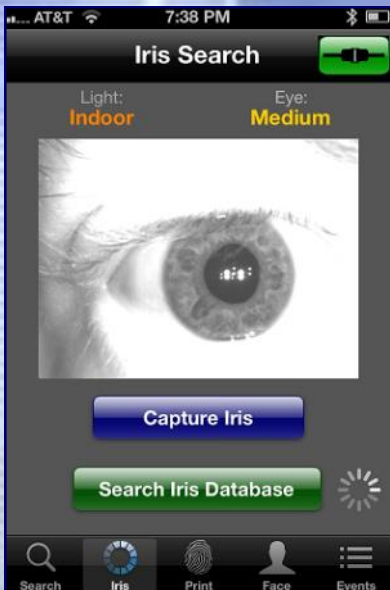 AT&T 7:38 PM
Iris Search
Light: Eye:
Indoor Medium
Capture Iris
Search Iris Database
Search Iris Print Face Events